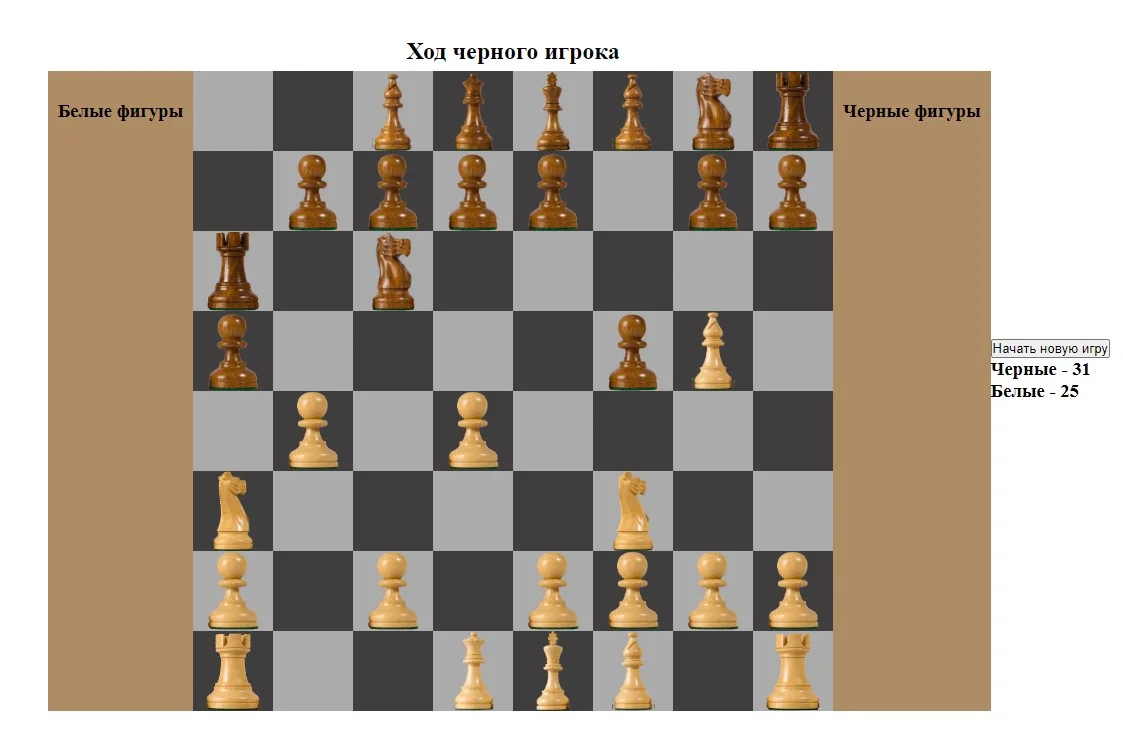 Ход черного игрока
Белые фигуры
Черные фигуры
Начать новую игру
Черные - 31
Белые - 25